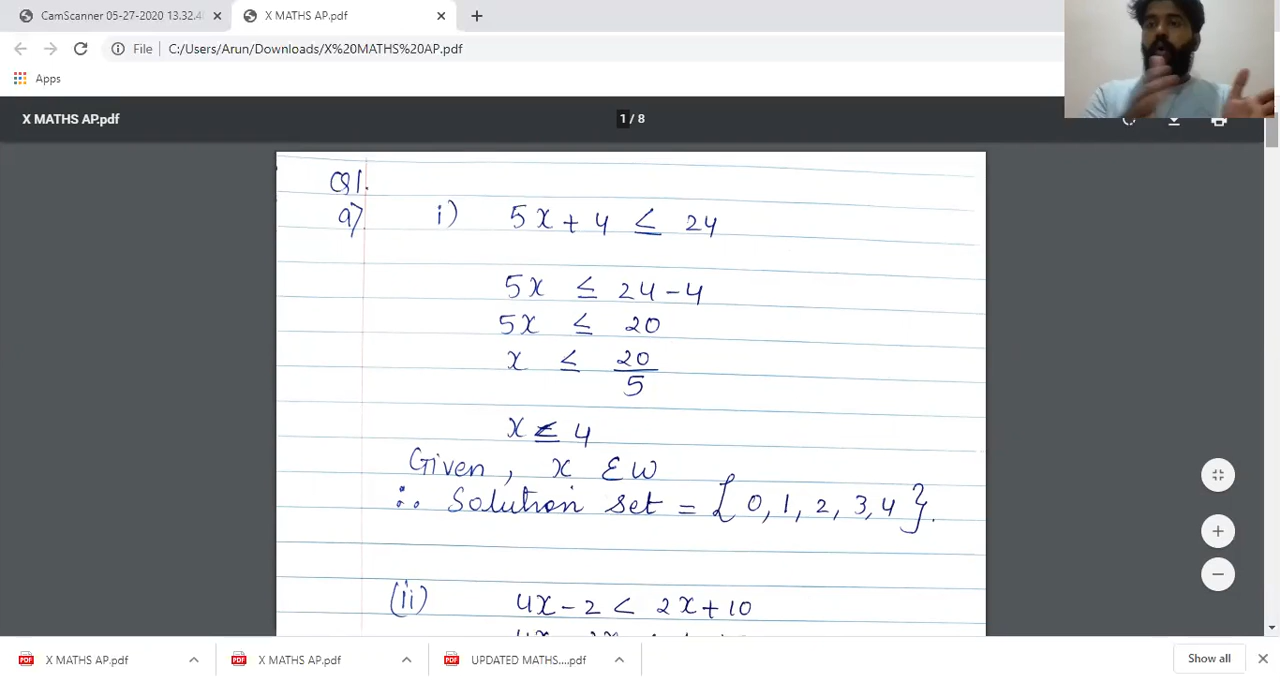 CamScanner 05-27-2020 13.32.4
X MATHS AP.pdf
File C:/Users/Arun/Downloads/X%20MATHS%20AP.pdf
Apps
X MATHS AP.pdf
1 / 8
Q1.
a) i) 5x + 4 ≤ 24
5x ≤ 24 - 4
5x ≤ 20
x ≤ 20/5
x ≤ 4
Given, x ε W
∴ Solution set = {0, 1, 2, 3, 4}.
(ii) 4x - 2 < 2x + 10
X MATHS AP.pdf
X MATHS AP.pdf
UPDATED MATHS....pdf
Show all